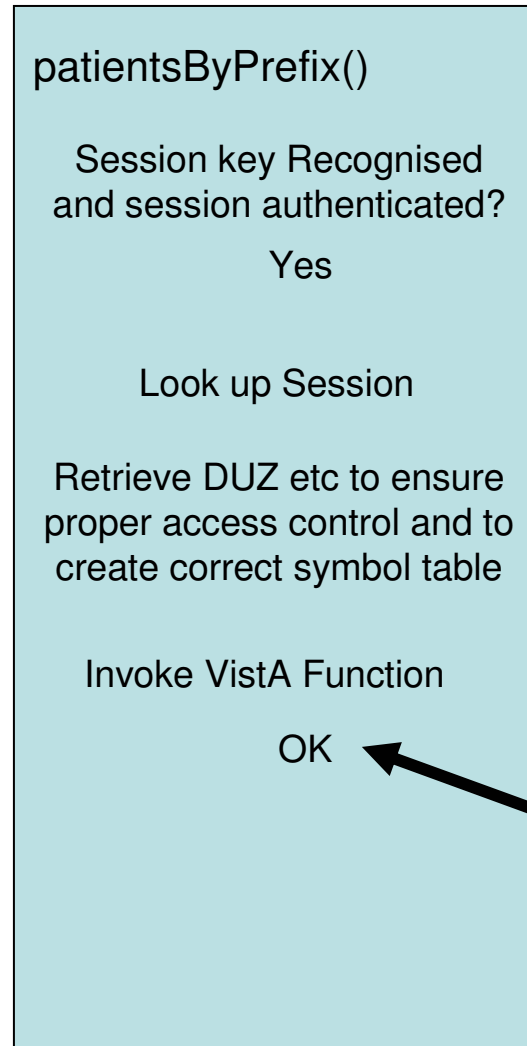 patientsByPrefix()
Session key Recognised
and session authenticated?
Yes
Look up Session
Retrieve DUZ etc to ensure
proper access control and to
create correct symbol table
Invoke VistA Function
OK